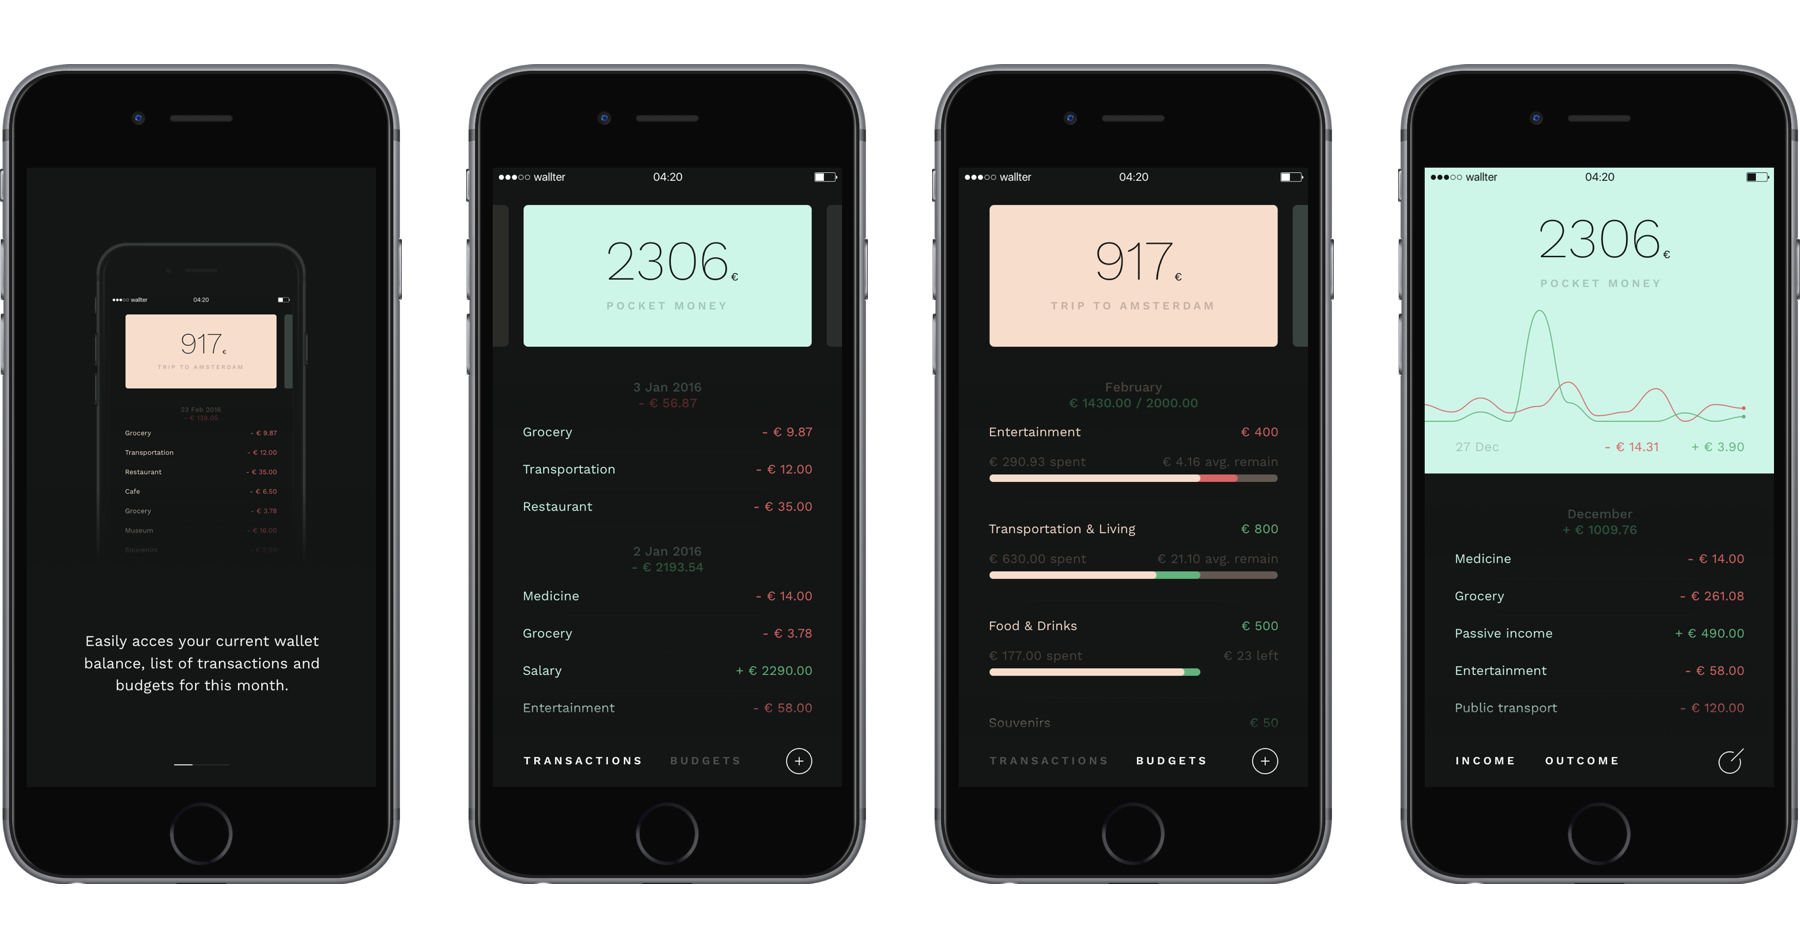 wallter
04:20
917 €
TRIP TO AMSTERDAM
23 Feb 2016
Grocery - € 9.87
Transportation - € 12.00
Restaurant - € 35.00
Cafe - € 6.50
Grocery - € 3.78
Museum - € 16.00
Souvenirs
Easily acces your current wallet
balance, list of transactions and
budgets for this month.
wallter 04:20
2306 €
POCKET MONEY
3 Jan 2016
- € 56.87
Grocery - € 9.87
Transportation - € 12.00
Restaurant - € 35.00
2 Jan 2016
- € 2193.54
Medicine - € 14.00
Grocery - € 3.78
Salary + € 2290.00
Entertainment - € 58.00
TRANSACTIONS BUDGETS
wallter 04:20
917 €
TRIP TO AMSTERDAM
February
€ 1430.00 / 2000.00
Entertainment € 400
€ 290.93 spent € 4.16 avg. remain
Transportation & Living € 800
€ 630.00 spent € 21.10 avg. remain
Food & Drinks € 500
€ 177.00 spent € 23 left
Souvenirs € 50
TRANSACTIONS BUDGETS
wallter 04:20
2306 €
POCKET MONEY
27 Dec - € 14.31 + € 3.90
December
+ € 1009.76
Medicine - € 14.00
Grocery - € 261.08
Passive income + € 490.00
Entertainment - € 58.00
Public transport - € 120.00
INCOME OUTCOME